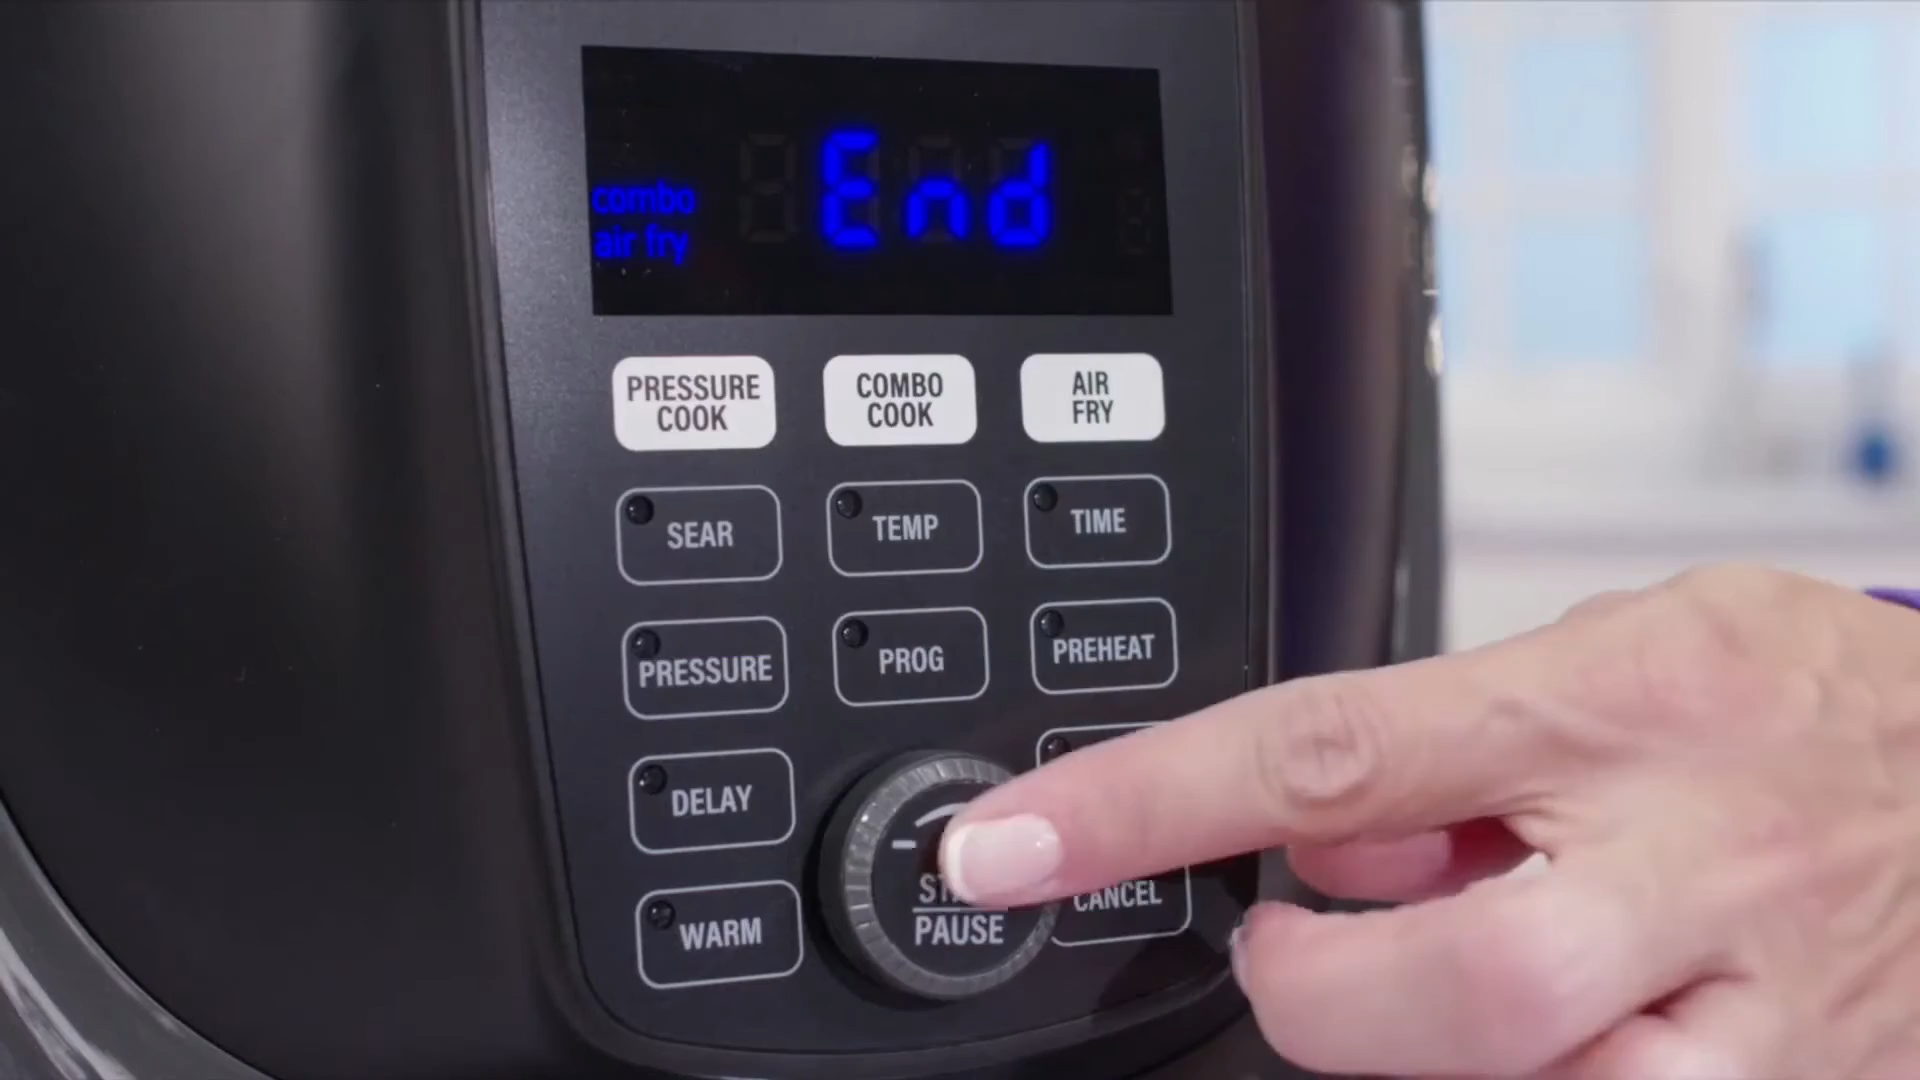 End
combo
air fry
PRESSURE
COOK
COMBO
COOK
AIR
FRY
SEAR
TEMP
TIME
PRESSURE
PROG
PREHEAT
DELAY
WARM
PAUSE
CANCEL